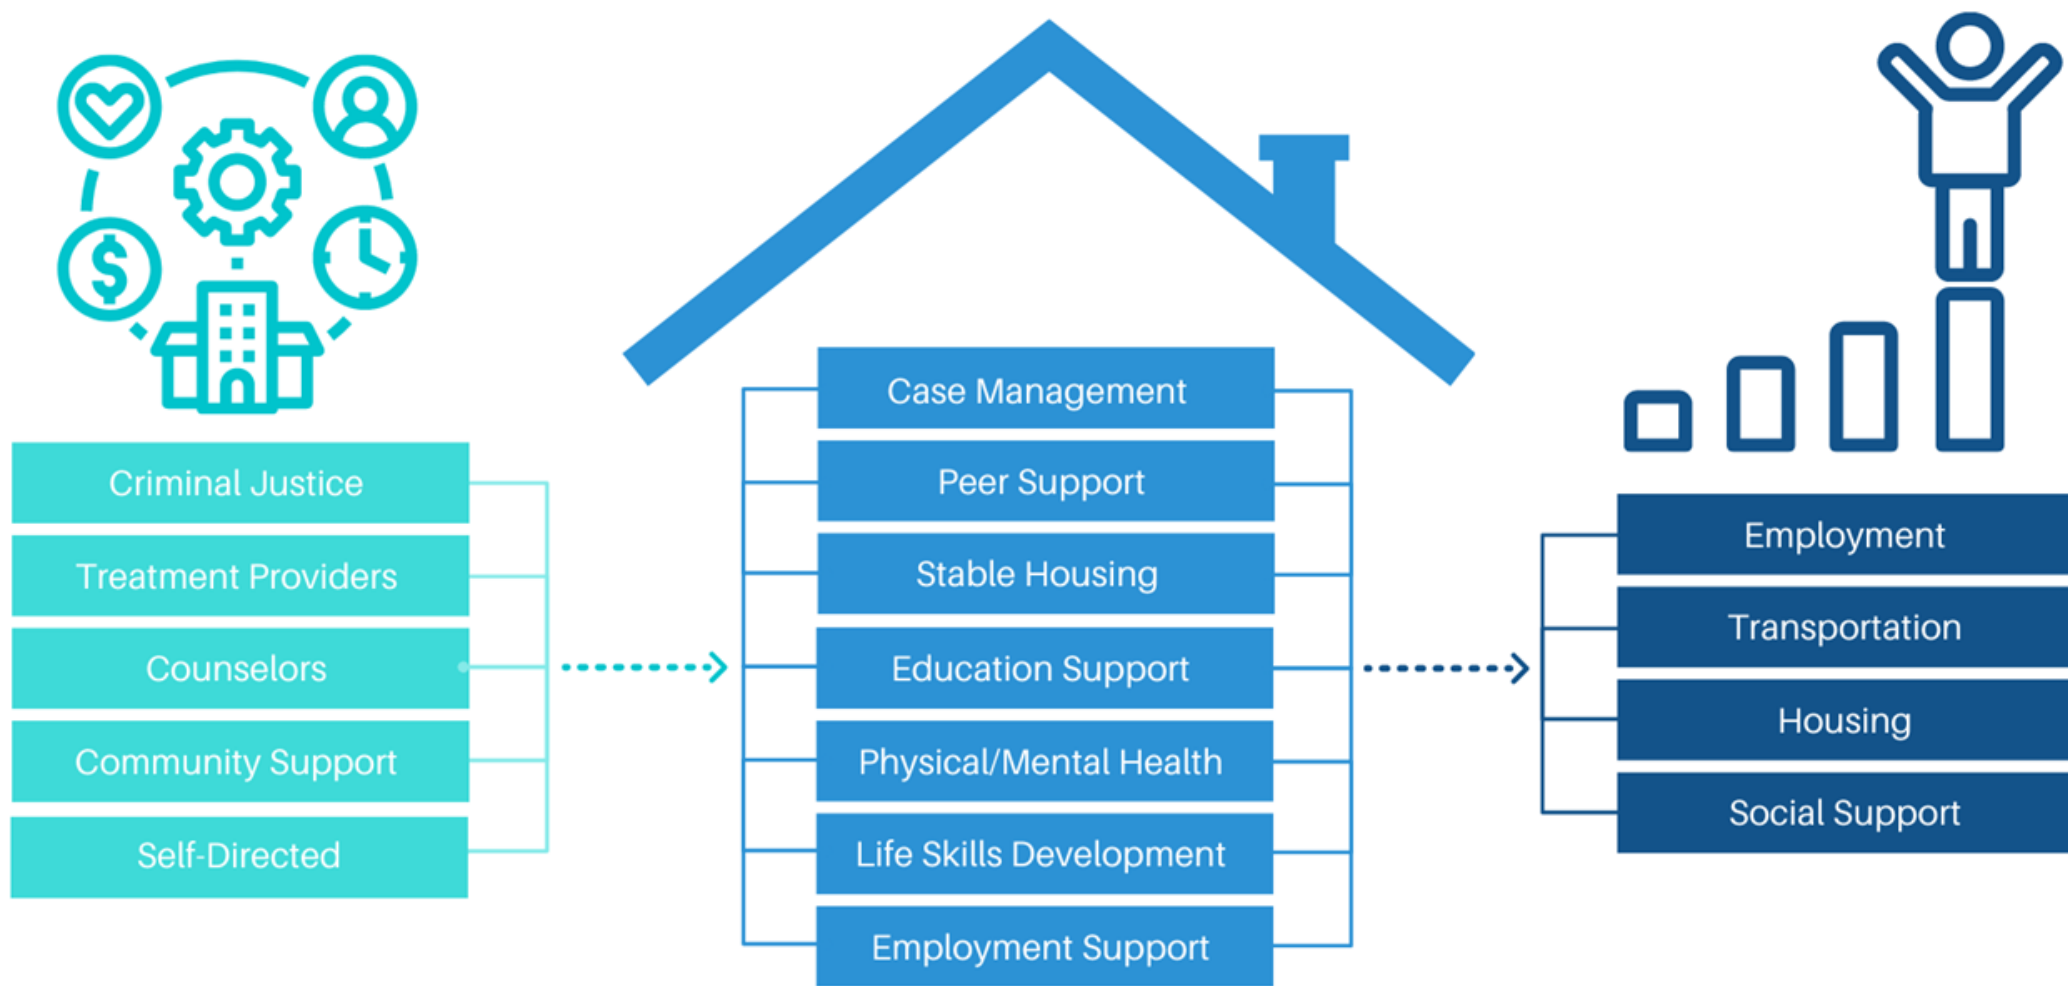 Criminal Justice
Treatment Providers
Counselors
Community Support
Self-Directed
$
Case Management
Peer Support
Stable Housing
Education Support
Physical/Mental Health
Life Skills Development
Employment Support
Employment
Transportation
Housing
Social Support